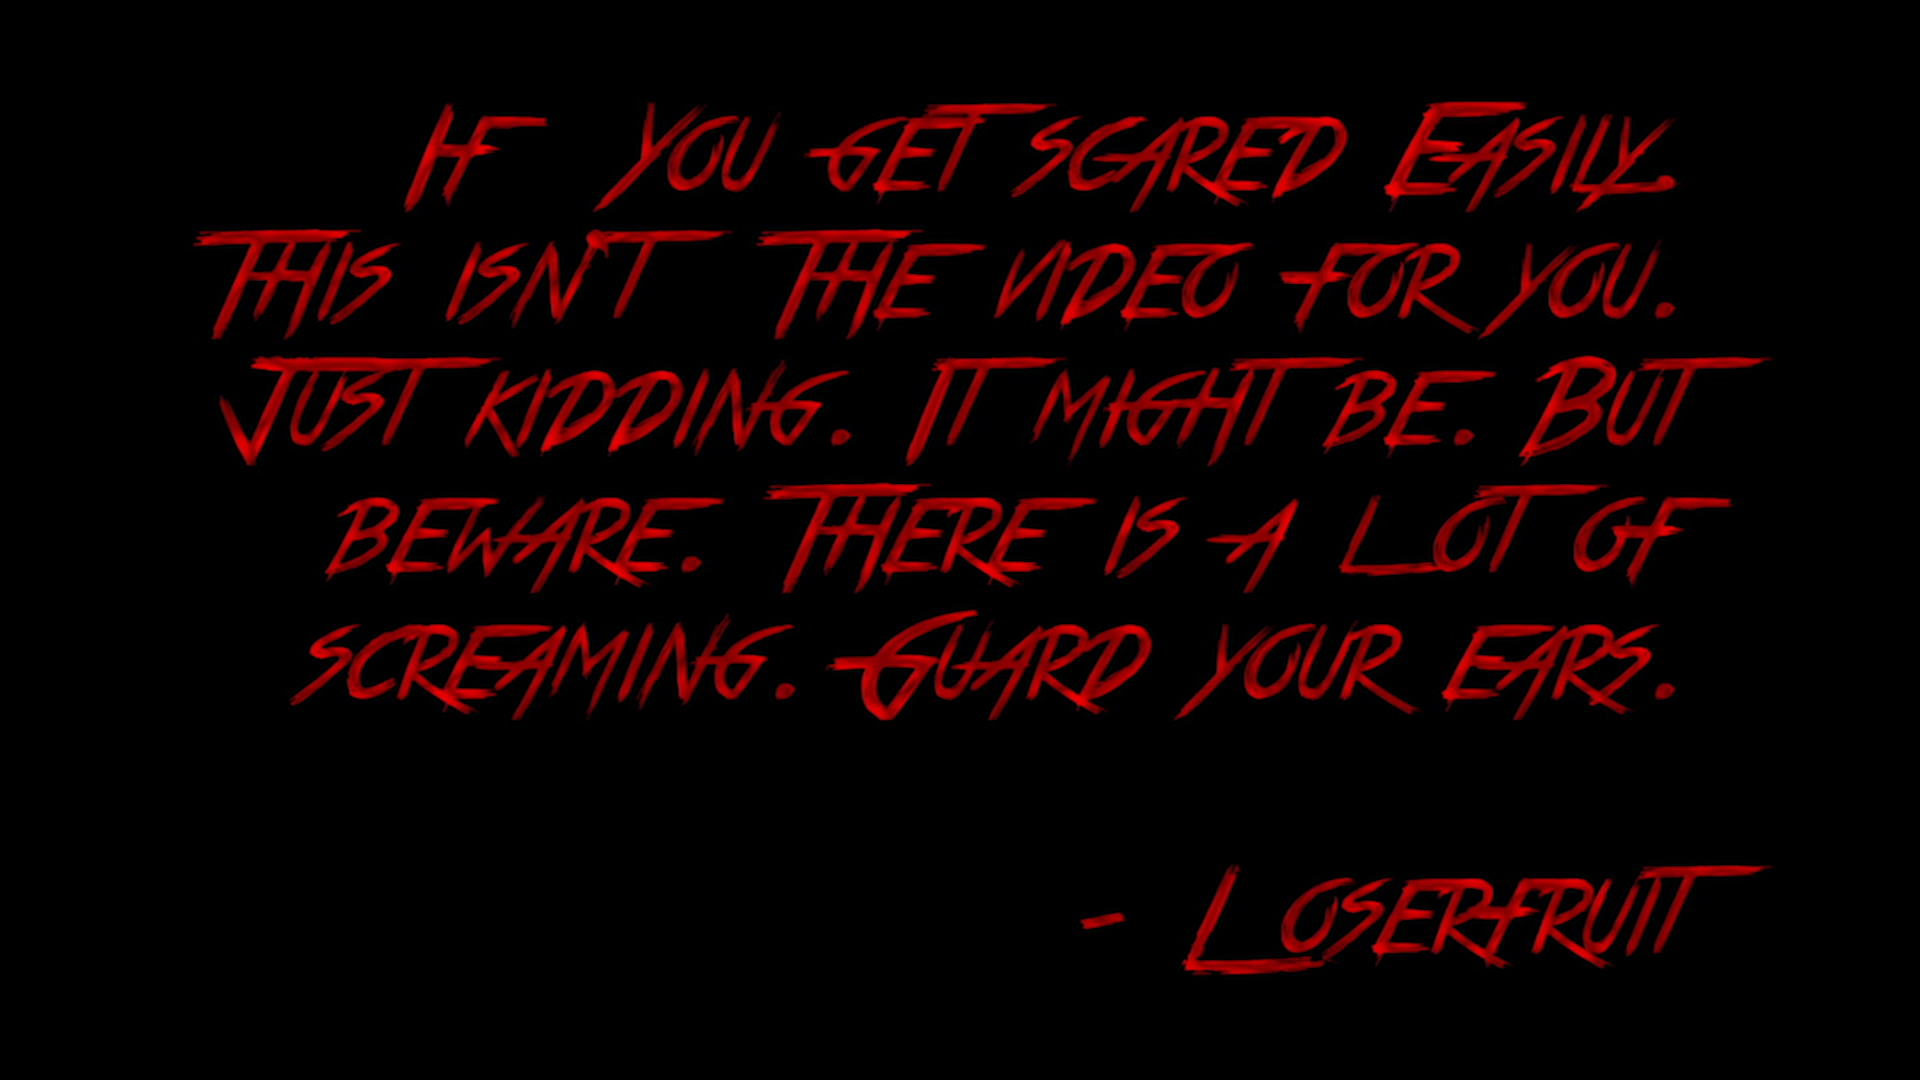 If you get scared Easily.
This isn't the video for you.
Just kidding. It might be. But
beware. There is a lot of
screaming. Guard your ears.
- Loserfruit